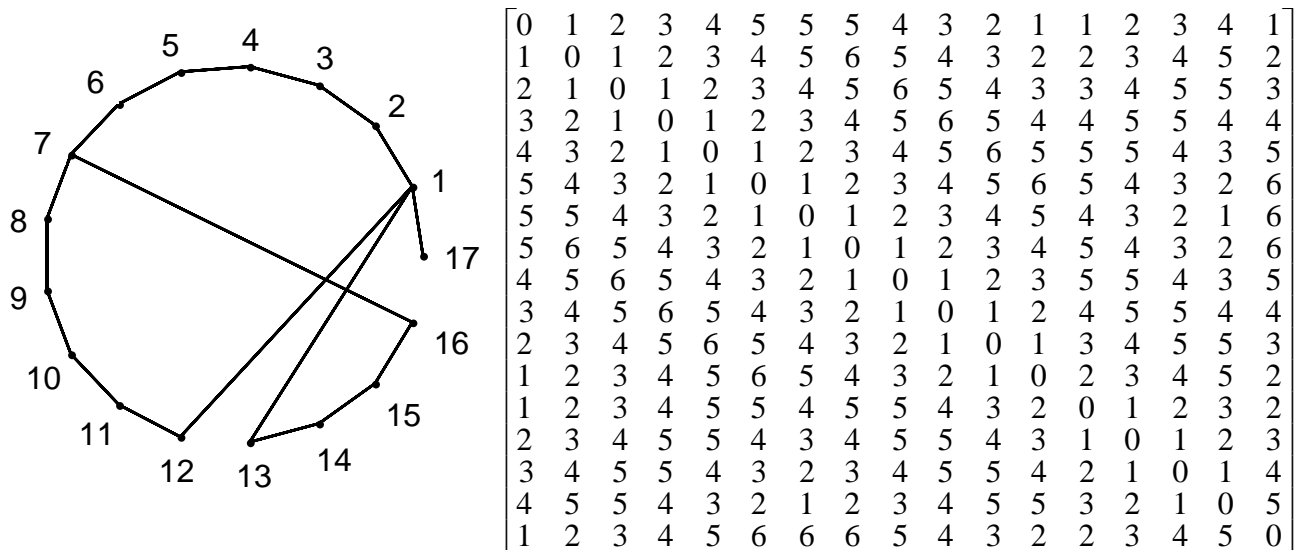 5
4
3
6
2
7
1
8
17
9
16
10
15
11
14
12
13
0 1 2 3 4 5 5 5 4 3 2 1 1 2 3 4 1
1 0 1 2 3 4 5 6 5 4 3 2 2 3 4 5 2
2 1 0 1 2 3 4 5 6 5 4 3 3 4 5 5 3
3 2 1 0 1 2 3 4 5 6 5 4 4 5 5 4 4
4 3 2 1 0 1 2 3 4 5 6 5 5 5 4 3 5
5 4 3 2 1 0 1 2 3 4 5 6 5 4 3 2 6
5 5 4 3 2 1 0 1 2 3 4 5 4 3 2 1 6
5 6 5 4 3 2 1 0 1 2 3 4 5 4 3 2 6
4 5 6 5 4 3 2 1 0 1 2 3 5 5 4 3 5
3 4 5 6 5 4 3 2 1 0 1 2 4 5 5 4 4
2 3 4 5 6 5 4 3 2 1 0 1 3 4 5 5 3
1 2 3 4 5 6 5 4 3 2 1 0 2 3 4 5 2
1 2 3 4 5 5 4 5 5 4 3 2 0 1 2 3 2
2 3 4 5 5 4 3 4 5 5 4 3 1 0 1 2 3
3 4 5 5 4 3 2 3 4 5 5 4 2 1 0 1 4
4 5 5 4 3 2 1 2 3 4 5 5 3 2 1 0 5
1 2 3 4 5 6 6 6 5 4 3 2 2 3 4 5 0